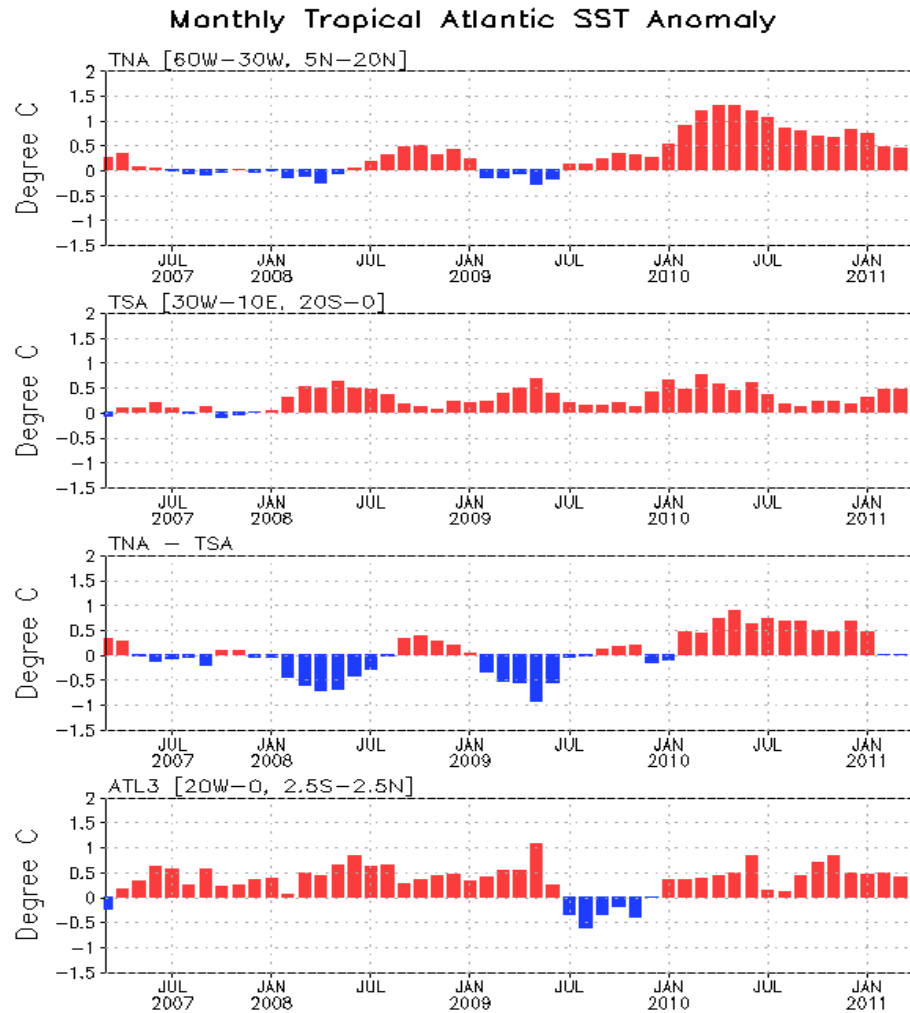 Monthly Tropical Atlantic SST Anomaly
TNA [60W-30W, 5N-20N]
Degree C
2
1.5
1
0.5
0
-0.5
-1
-1.5
JUL JAN JUL JAN JUL JAN JUL JAN
2007 2008 2009 2010 2011
TSA [30W-10E, 20S-0]
Degree C
2
1.5
1
0.5
0
-0.5
-1
-1.5
JUL JAN JUL JAN JUL JAN JUL JAN
2007 2008 2009 2010 2011
TNA - TSA
Degree C
2
1.5
1
0.5
0
-0.5
-1
-1.5
JUL JAN JUL JAN JUL JAN JUL JAN
2007 2008 2009 2010 2011
ATL3 [20W-0, 2.5S-2.5N]
Degree C
2
1.5
1
0.5
0
-0.5
-1
-1.5
JUL JAN JUL JAN JUL JAN JUL JAN
2007 2008 2009 2010 2011